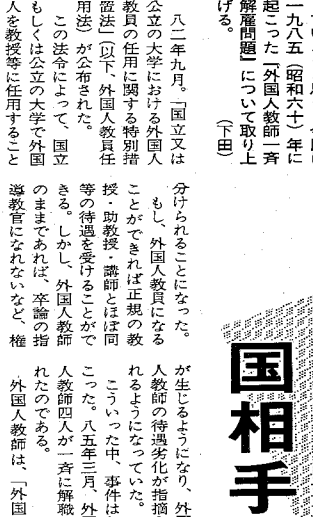 一九八五（昭和六十）年に
起こった『外国人教師一斉
解雇問題』について取り上
げる。　（下田）
八二年九月。「国立又は
公立の大学における外国人
教員の任用に関する特別措
置法」（以下、外国人教員任
用法）が公布された。
この法令によって、国立
もしくは公立の大学で外国
人を教授等に任用すること
国相手
分けられることになった。
もし、外国人教員になる
ことができれば正規の教
授・助教授・講師とほぼ同
等の待遇を受けることがで
きる。しかし、外国人教師
のままであれば、卒論の指
導教官になれないなど、権
が生じるようになり、外
人教師の待遇劣化が指摘
れるようになっていた。
こういった中、事件は
こった。八五年三月、外
人教師四人が一斉に解職
れたのである。
外国人教師は、「外国